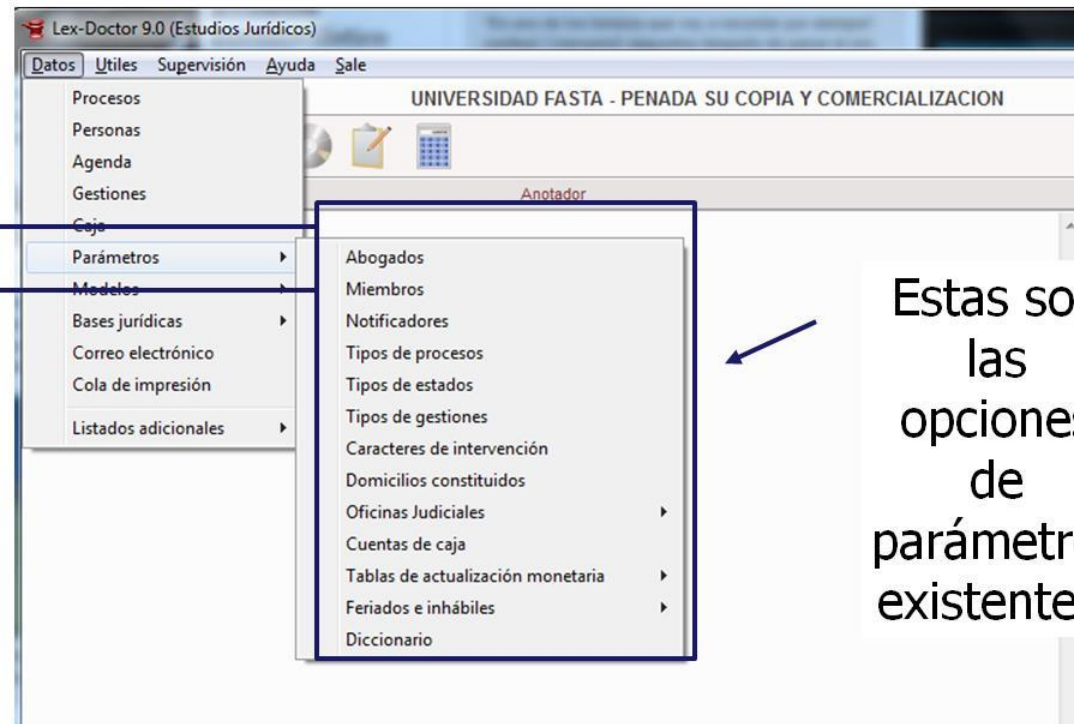 Lex-Doctor 9.0 (Estudios Jurídicos)
Datos Utiles Supervisión Ayuda Sale
UNIVERSIDAD FASTA - PENADA SU COPIA Y COMERCIALIZACION
Anotador
Procesos
Personas
Agenda
Gestiones
Caja
Parámetros
Modelos
Bases jurídicas
Correo electrónico
Cola de impresión
Listados adicionales
Abogados
Miembros
Notificadores
Tipos de procesos
Tipos de estados
Tipos de gestiones
Caracteres de intervención
Domicilios constituidos
Oficinas Judiciales
Cuentas de caja
Tablas de actualización monetaria
Feriados e inhábiles
Diccionario
Estas so
las
opcione
de
parámetr
existente